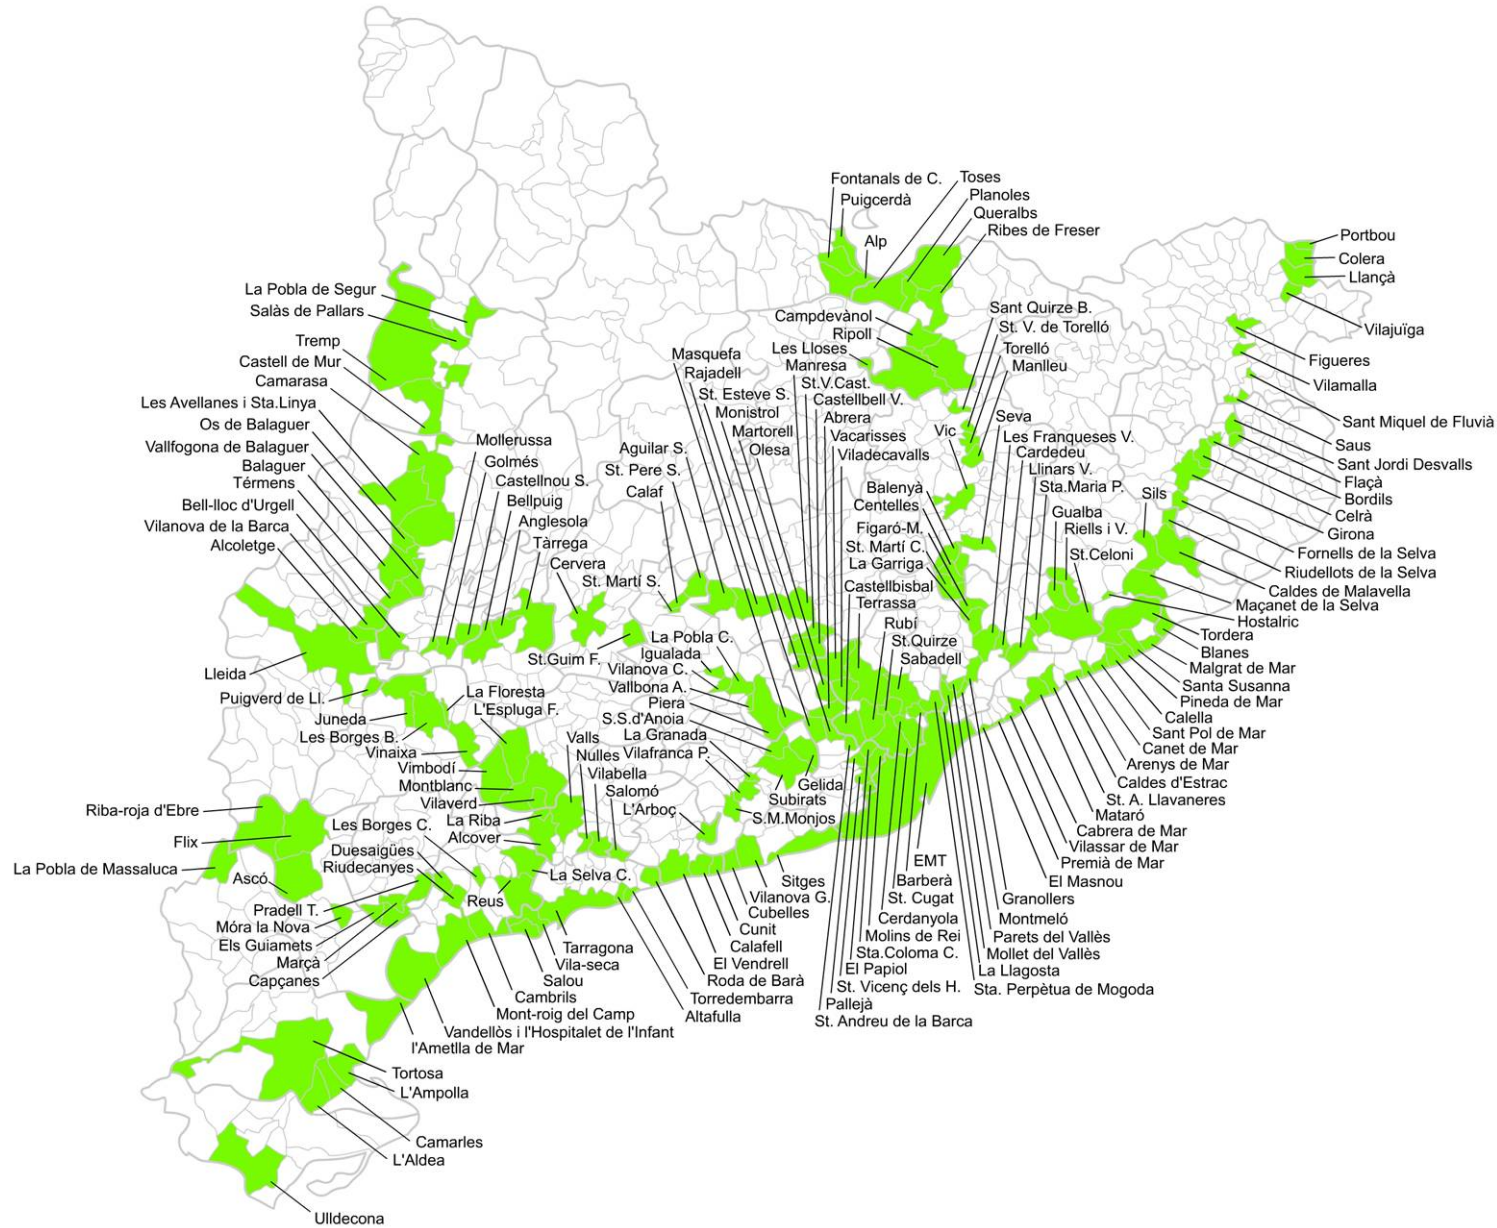 Fontanals de C.
Puigcerdà
Alp
Toses
Planoles
Queralbs
Ribes de Freser
Portbou
Colera
Llançà
Vilajuïga
Figueres
Vilamalla
Sant Miquel de Fluvià
Saus
Sant Jordi Desvalls
Flaçà
Bordils
Celrà
Girona
Fornells de la Selva
Riudellots de la Selva
Caldes de Malavella
Maçanet de la Selva
Hostalric
Tordera
Blanes
Malgrat de Mar
Santa Susanna
Pineda de Mar
Calella
Sant Pol de Mar
Canet de Mar
Arenys de Mar
Caldes d'Estrac
St. A. Llavaneres
Mataró
Cabrera de Mar
Vilassar de Mar
Premià de Mar
El Masnou
Granollers
Montmeló
Parets del Vallès
Mollet del Vallès
La Llagosta
Sta. Perpètua de Mogoda
Campdevànol
Ripoll
Les Lloses
Manresa
St.V.Cast.
Castellbell V.
Abrera
Vacarisses
Viladecavalls
Sant Quirze B.
St. V. de Torelló
Torelló
Manlleu
Vic
Seva
Les Franqueses V.
Cardedeu
Llinars V.
Sta.Maria P.
Gualba
Riells i V.
St.Celoni
Sils
Balenyà
Centelles
Figaró-M.
St. Martí C.
La Garriga
Castellbisbal
Terrassa
Rubí
St.Quirze
Sabadell
Masquefa
Rajadell
St. Esteve S.
Monistrol
Martorell
Olesa
Aguilar S.
St. Pere S.
Calaf
St. Martí S.
St.Guim F.
La Pobla C.
Igualada
Vilanova C.
Vallbona A.
Piera
S.S.d'Anoia
La Granada
Vilafranca P.
L'Arboç
Gelida
Subirats
S.M.Monjos
La Pobla de Segur
Salàs de Pallars
Tremp
Castell de Mur
Camarasa
Les Avellanes i Sta.Linya
Os de Balaguer
Vallfogona de Balaguer
Balaguer
Térmens
Bell-lloc d'Urgell
Vilanova de la Barca
Alcoletge
Mollerussa
Golmés
Castellnou S.
Bellpuig
Anglesola
Tàrrega
Cervera
Lleida
Puigverd de Ll.
Juneda
Les Borges B.
Vinaixa
Vimbodí
Montblanc
Vilaverd
La Riba
Alcover
La Floresta
L'Espluga F.
Valls
Nulles
Vilabella
Salomó
Riba-roja d'Ebre
Flix
La Pobla de Massaluca
Ascó
Les Borges C.
Duesaigües
Riudecanyes
Pradell T.
Móra la Nova
Els Guiamets
Marçà
Capçanes
Reus
La Selva C.
Tarragona
Vila-seca
Salou
Cambrils
Mont-roig del Camp
Vandellòs i l'Hospitalet de l'Infant
l'Ametlla de Mar
Tortosa
L'Ampolla
Camarles
L'Aldea
Ulldecona
Sitges
Vilanova G.
Cubelles
Cunit
Calafell
El Vendrell
Roda de Barà
Torredembarra
Altafulla
EMT
Barberà
St. Cugat
Cerdanyola
Molins de Rei
Sta.Coloma C.
El Papiol
St. Vicenç dels H.
Pallejà
St. Andreu de la Barca